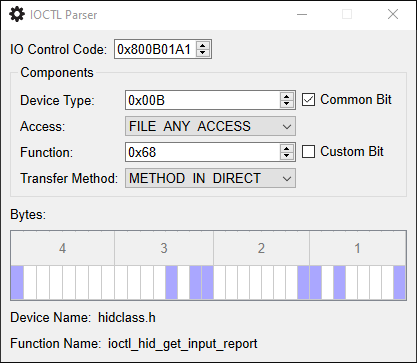 IOCTL Parser
IO Control Code: 0x800B01A1
Components
Device Type: 0x00B Common Bit
Access: FILE_ANY_ACCESS
Function: 0x68 Custom Bit
Transfer Method: METHOD_IN_DIRECT
Bytes:
4 3 2 1
Device Name: hidclass.h
Function Name: ioctl_hid_get_input_report